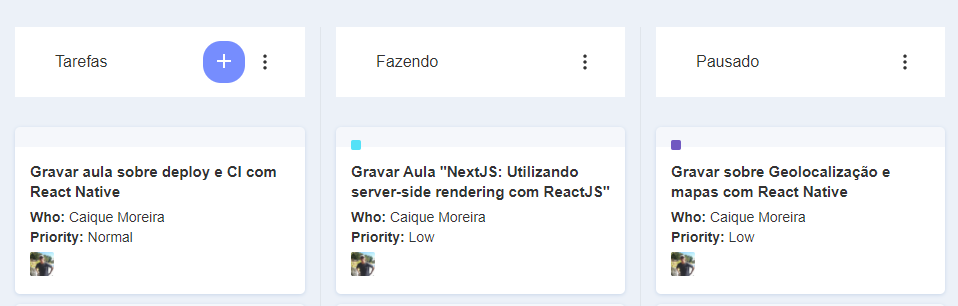 Tarefas
Fazendo
Pausado
Gravar aula sobre deploy e CI com
React Native
Who: Caique Moreira
Priority: Normal
Gravar Aula "NextJS: Utilizando
server-side rendering com ReactJS"
Who: Caique Moreira
Priority: Low
Gravar sobre Geolocalização e
mapas com React Native
Who: Caique Moreira
Priority: Low